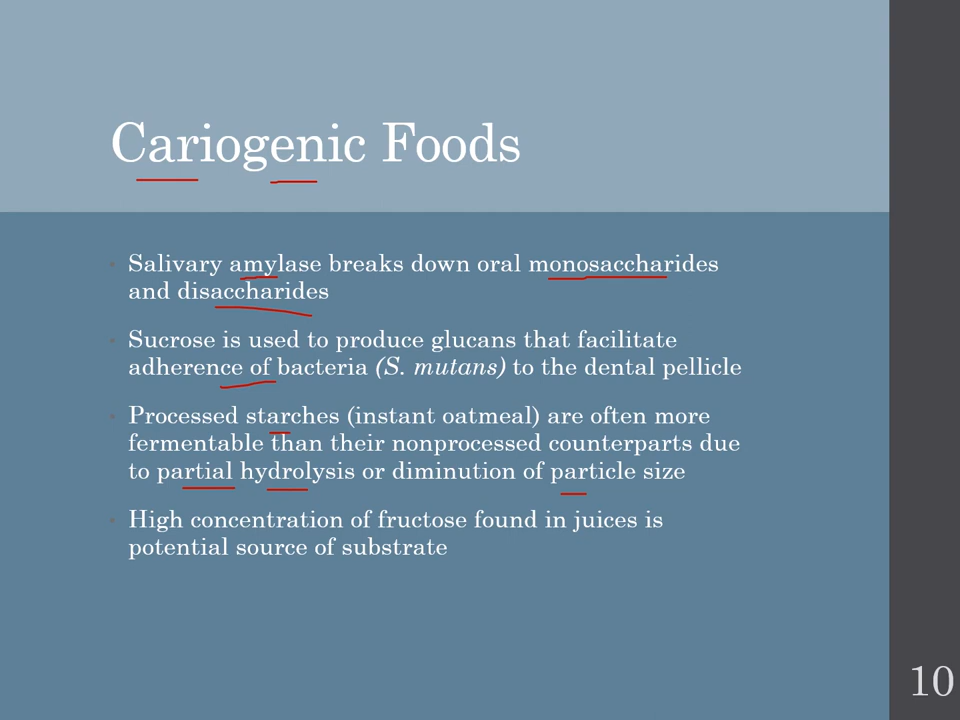 Cariogenic Foods
Salivary amylase breaks down oral monosaccharides
and disaccharides
Sucrose is used to produce glucans that facilitate
adherence of bacteria (S. mutans) to the dental pellicle
Processed starches (instant oatmeal) are often more
fermentable than their nonprocessed counterparts due
to partial hydrolysis or diminution of particle size
High concentration of fructose found in juices is
potential source of substrate
10